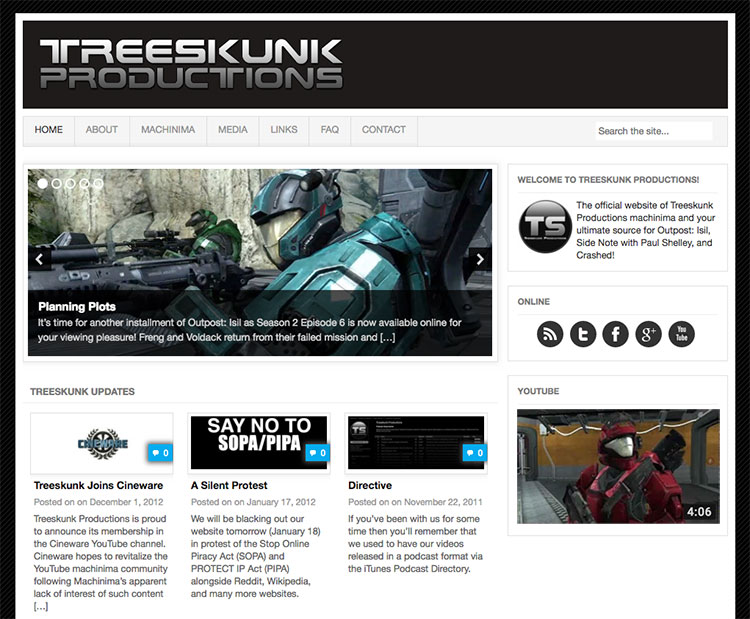 TREESKUNK
PRODUCTIONS
HOME
ABOUT
MACHINIMA
MEDIA
LINKS
FAQ
CONTACT
Search the site...
Planning Plots
It's time for another installment of Outpost: Isil as Season 2 Episode 6 is now available online for
your viewing pleasure! Freng and Voldack return from their failed mission and [...]
WELCOME TO TREESKUNK PRODUCTIONS!
TS
TREESKUNK PRODUCTIONS
The official website of Treeskunk
Productions machinima and your
ultimate source for Outpost: Isil,
Side Note with Paul Shelley, and
Crashed!
ONLINE
g+
You
Tube
YOUTUBE
4:06
TREESKUNK UPDATES
CINEWARE
0
Treeskunk Joins Cineware
Posted on on December 1, 2012
Treeskunk Productions is proud
to announce its membership in
the Cineware YouTube channel.
Cineware hopes to revitalize the
YouTube machinima community
following Machinima's apparent
lack of interest of such content
[...]
SAY NO TO
SOPA/PIPA
0
A Silent Protest
Posted on on January 17, 2012
We will be blacking out our
website tomorrow (January 18)
in protest of the Stop Online
Piracy Act (SOPA) and
PROTECT IP Act (PIPA)
alongside Reddit, Wikipedia,
and many more websites.
TS
0
Directive
Posted on on November 22, 2011
If you've been with us for some
time then you'll remember that
we used to have our videos
released in a podcast format via
the iTunes Podcast Directory.